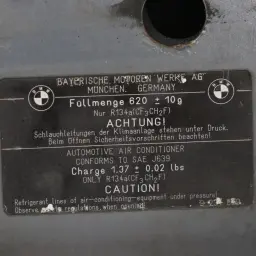 BAYERISCHE MOTOREN WERKE AG
MÜNCHEN, GERMANY
Füllmenge 620 ± 10g
Nur R134a(CF₃CH₂F)
ACHTUNG!
Schlauchleitungen der Klimaanlage stehen unter Druck.
Beim Öffnen Sicherheitsvorschriften beachten!
AUTOMOTIVE AIR CONDITIONER
CONFORMS TO SAE J639
Charge 1.37 ± 0.02 lbs
ONLY R134a(CF₃CH₂F)
CAUTION!
Refrigerant lines of air-conditioning-equipment under pressure!
Observe regulations, when opening!